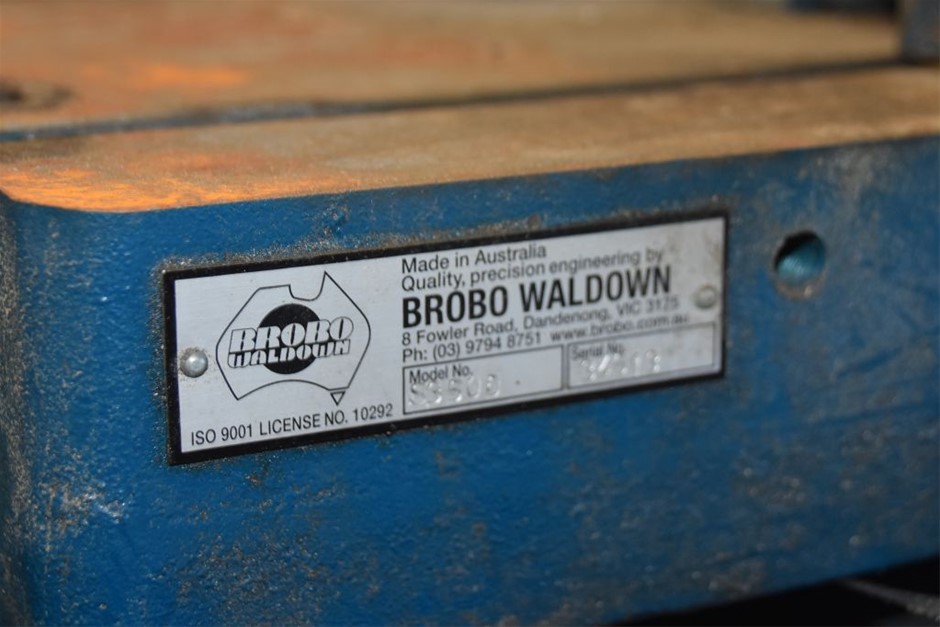 BROBO
WALDOWN
ISO 9001 LICENSE NO. 10292
Made in Australia
Quality, precision engineering by
BROBO WALDOWN
8 Fowler Road, Dandenong, VIC 3175
Ph: (03) 9794 8751 www.brobo.com.au
Model No.
Serial No.